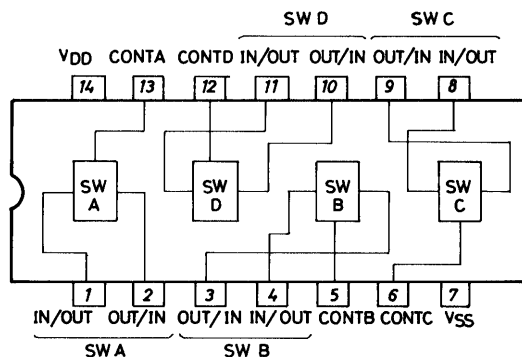 SW D SW C
VDD CONTA CONTD IN/OUT OUT/IN OUT/IN IN/OUT
14 13 12 11 10 9 8
SW A
SW D
SW B
SW C
1 2 3 4 5 6 7
IN/OUT OUT/IN OUT/IN IN/OUT CONTB CONTC VSS
SW A SW B